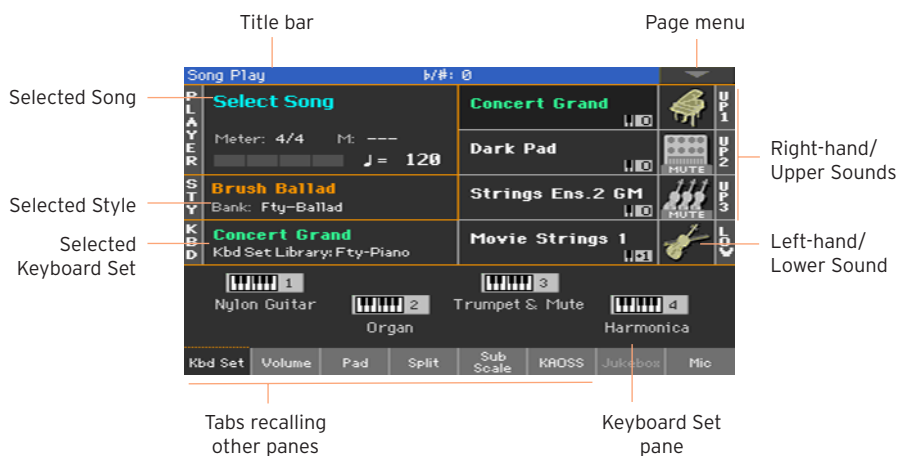 Title bar
Page menu
Song Play
b/#: 0
Selected Song
PLAYER
Select Song
Meter: 4/4 M: ---
♩= 120
Concert Grand
0
UP1
Dark Pad
0
MUTE
UP2
Right-hand/
Upper Sounds
Selected Style
STY
Brush Ballad
Bank: Fty-Ballad
Strings Ens.2 GM
0
MUTE
UP3
Selected
Keyboard Set
KBD
Concert Grand
Kbd Set Library: Fty-Piano
Movie Strings 1
+1
LOW
Left-hand/
Lower Sound
1
Nylon Guitar
2
Organ
3
Trumpet & Mute
4
Harmonica
Kbd Set Volume Pad Split Sub Scale KAOSS Jukebox Mic
Tabs recalling
other panes
Keyboard Set
pane